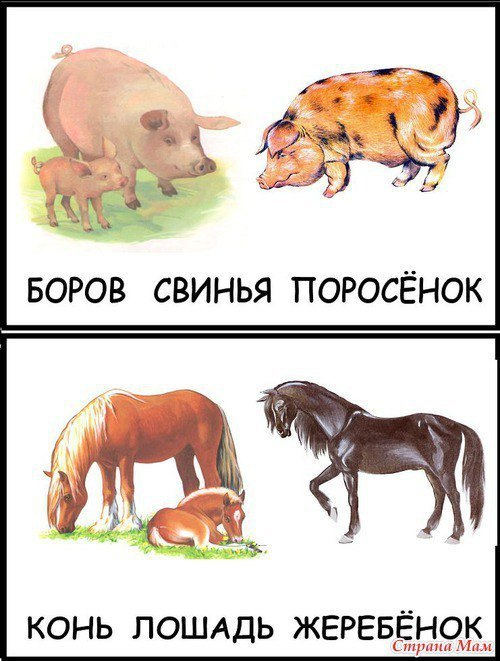 БОРОВ СВИНЬЯ ПОРОСЁНОК
КОНЬ ЛОШАДЬ ЖЕРЕБЁНОК
Страна Мам